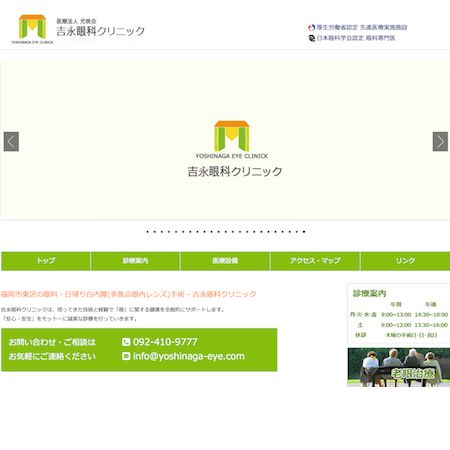 医療法人 光咲会
吉永眼科クリニック
YOSHINAGA EYE CLINICK
厚生労働省認定 先進医療実施施設
日本眼科学会認定 眼科専門医
YOSHINAGA EYE CLINICK
吉永眼科クリニック
トップ 診療案内 医療設備 アクセス・マップ リンク
福岡市東区の眼科・日帰り白内障(多焦点眼内レンズ)手術 - 吉永眼科クリニック
吉永眼科クリニックは、培ってきた技術と経験で「眼」に関する健康を全般的にサポートします。
「安心・安全」をモットーに誠実な診療を行っていきます。
お問い合わせ・ご相談は 092-410-9777
お気軽にご連絡ください info@yoshinaga-eye.com
診療案内
午前 午後
月·火·水·金 9:00~13:00 14:30~18:00
土 9:00~12:00 13:30~16:00
休診 木曜の手術日·日·祝日
老眼治療